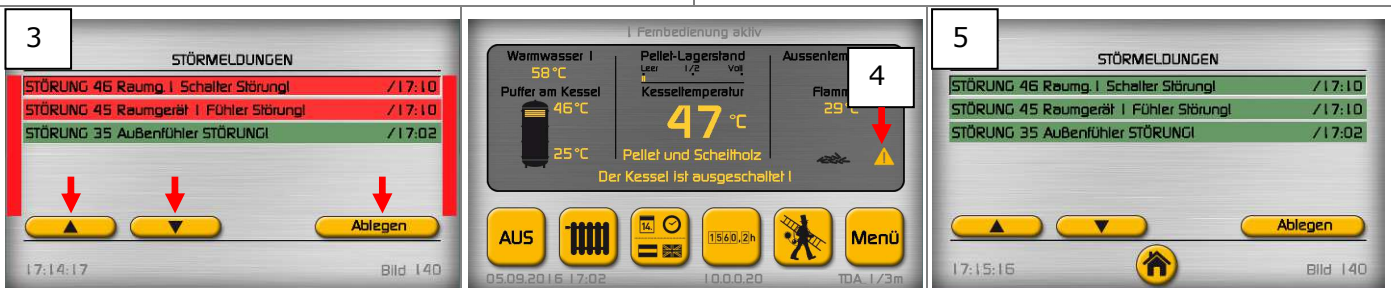 3
STÖRMELDUNGEN
STÖRUNG 46 Raumg. 1 Schalter Störung! /17:10
STÖRUNG 45 Raumgerät 1 Fühler Störung! /17:10
STÖRUNG 35 Außenfühler STÖRUNG! /17:02
Ablegen
17:14:17 Bild 140
1 Fernbedienung aktiv
Warmwasser 1 Pellet-Lagerstand
58°C Leer 1/2 Voll
Puffer am Kessel Kesseltemperatur
46°C 47 °C 29°C
25°C Pellet und Scheitholz
Der Kessel ist ausgeschaltet !
4
AUS 14. 1560,2h Menü
05.09.2016 17:02 10.0.0.20 TDA_1/3m
5
STÖRMELDUNGEN
STÖRUNG 46 Raumg. 1 Schalter Störung! /17:10
STÖRUNG 45 Raumgerät 1 Fühler Störung! /17:10
STÖRUNG 35 Außenfühler STÖRUNG! /17:02
Ablegen
17:15:16 Bild 140